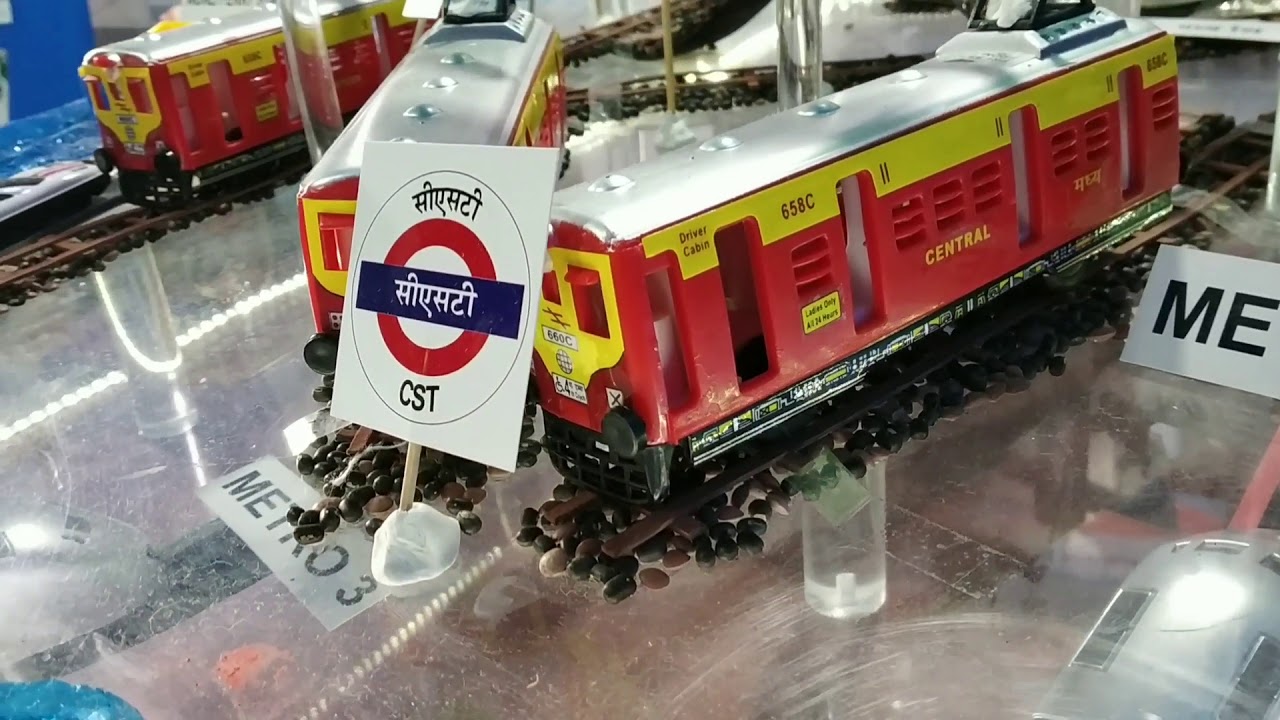 सीएसटी
सीएसटी
CST
658C
Driver
Cabin
658C
Ladies Only
All 24 Hours
CENTRAL
मध्य
660C
METRO 3
ME